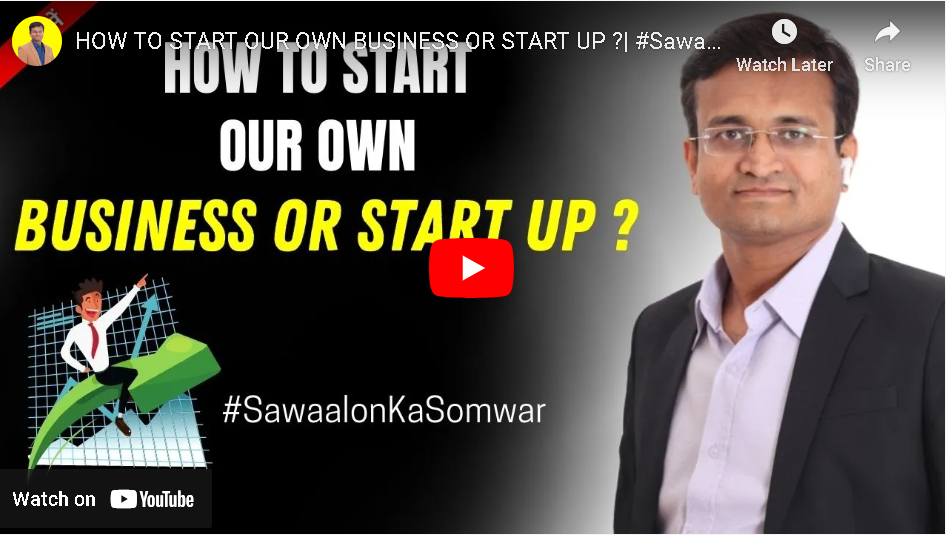 HOW TO START OUR OWN BUSINESS OR START UP ?| #Sawa...
Watch Later
Share
HOW TO START
OUR OWN
BUSINESS OR START UP ?
#SawaalonKaSomwar
Watch on YouTube